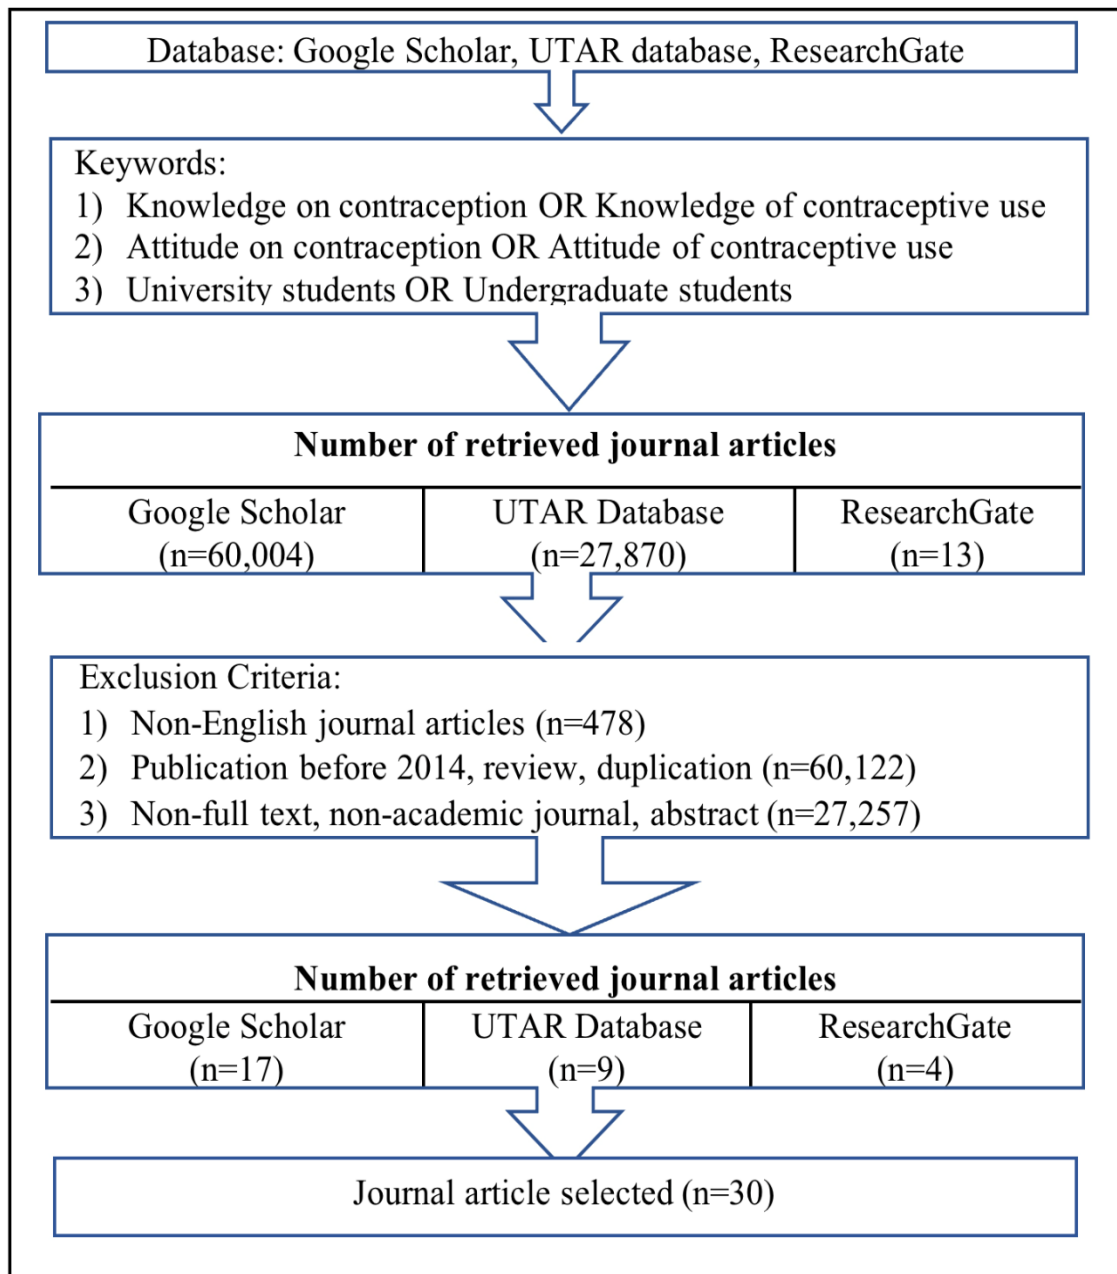 Database: Google Scholar, UTAR database, ResearchGate
Keywords:
1) Knowledge on contraception OR Knowledge of contraceptive use
2) Attitude on contraception OR Attitude of contraceptive use
3) University students OR Undergraduate students
Number of retrieved journal articles
Google Scholar
(n=60,004)
UTAR Database
(n=27,870)
ResearchGate
(n=13)
Exclusion Criteria:
1) Non-English journal articles (n=478)
2) Publication before 2014, review, duplication (n=60,122)
3) Non-full text, non-academic journal, abstract (n=27,257)
Number of retrieved journal articles
Google Scholar
(n=17)
UTAR Database
(n=9)
ResearchGate
(n=4)
Journal article selected (n=30)